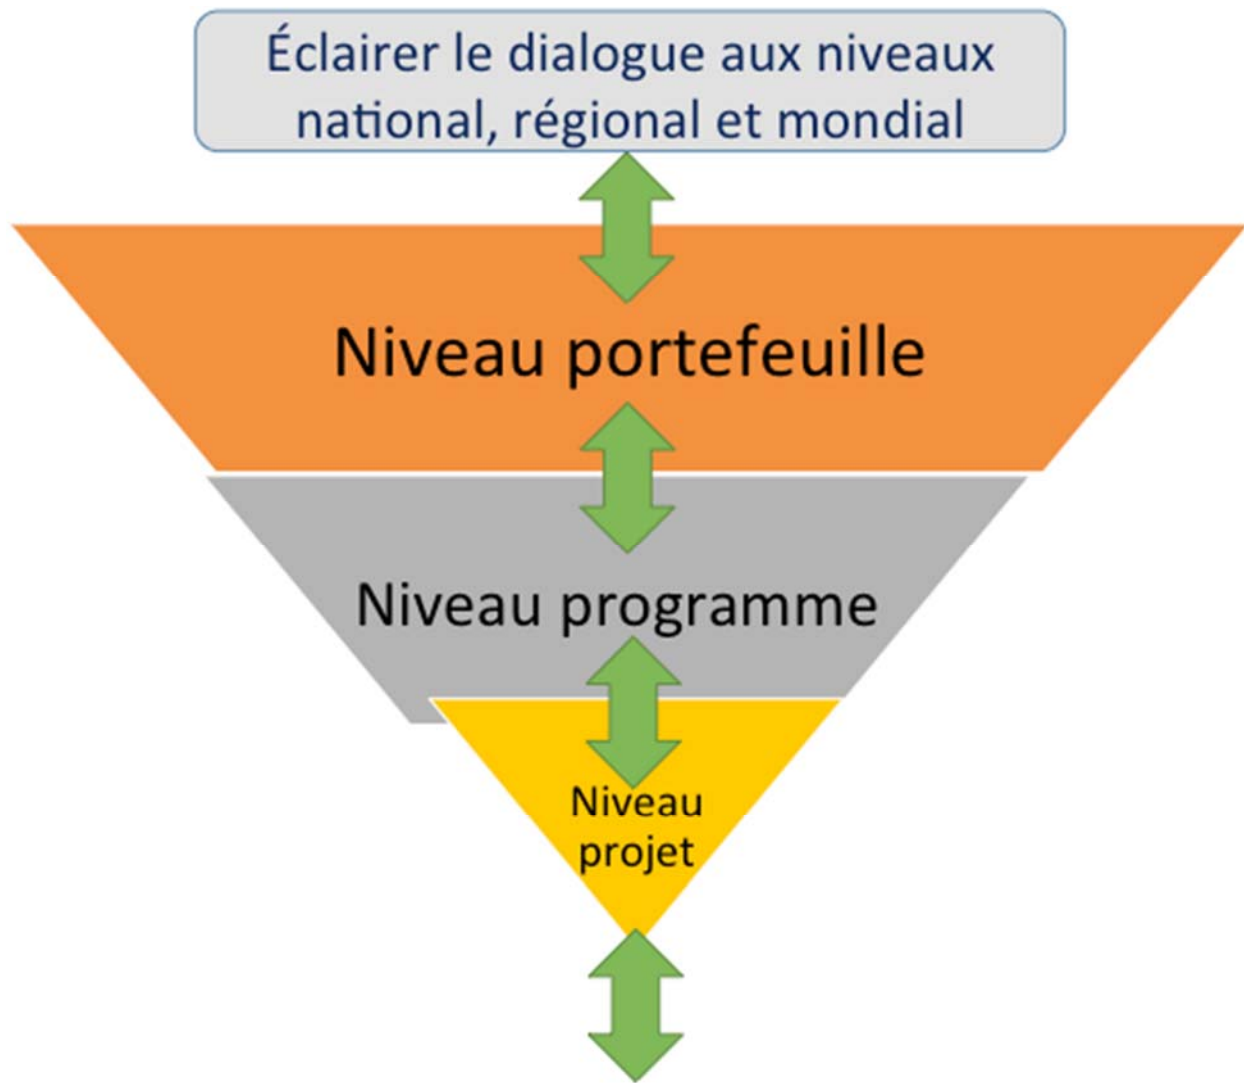 Éclairer le dialogue aux niveaux
national, régional et mondial
Niveau portefeuille
Niveau programme
Niveau
projet